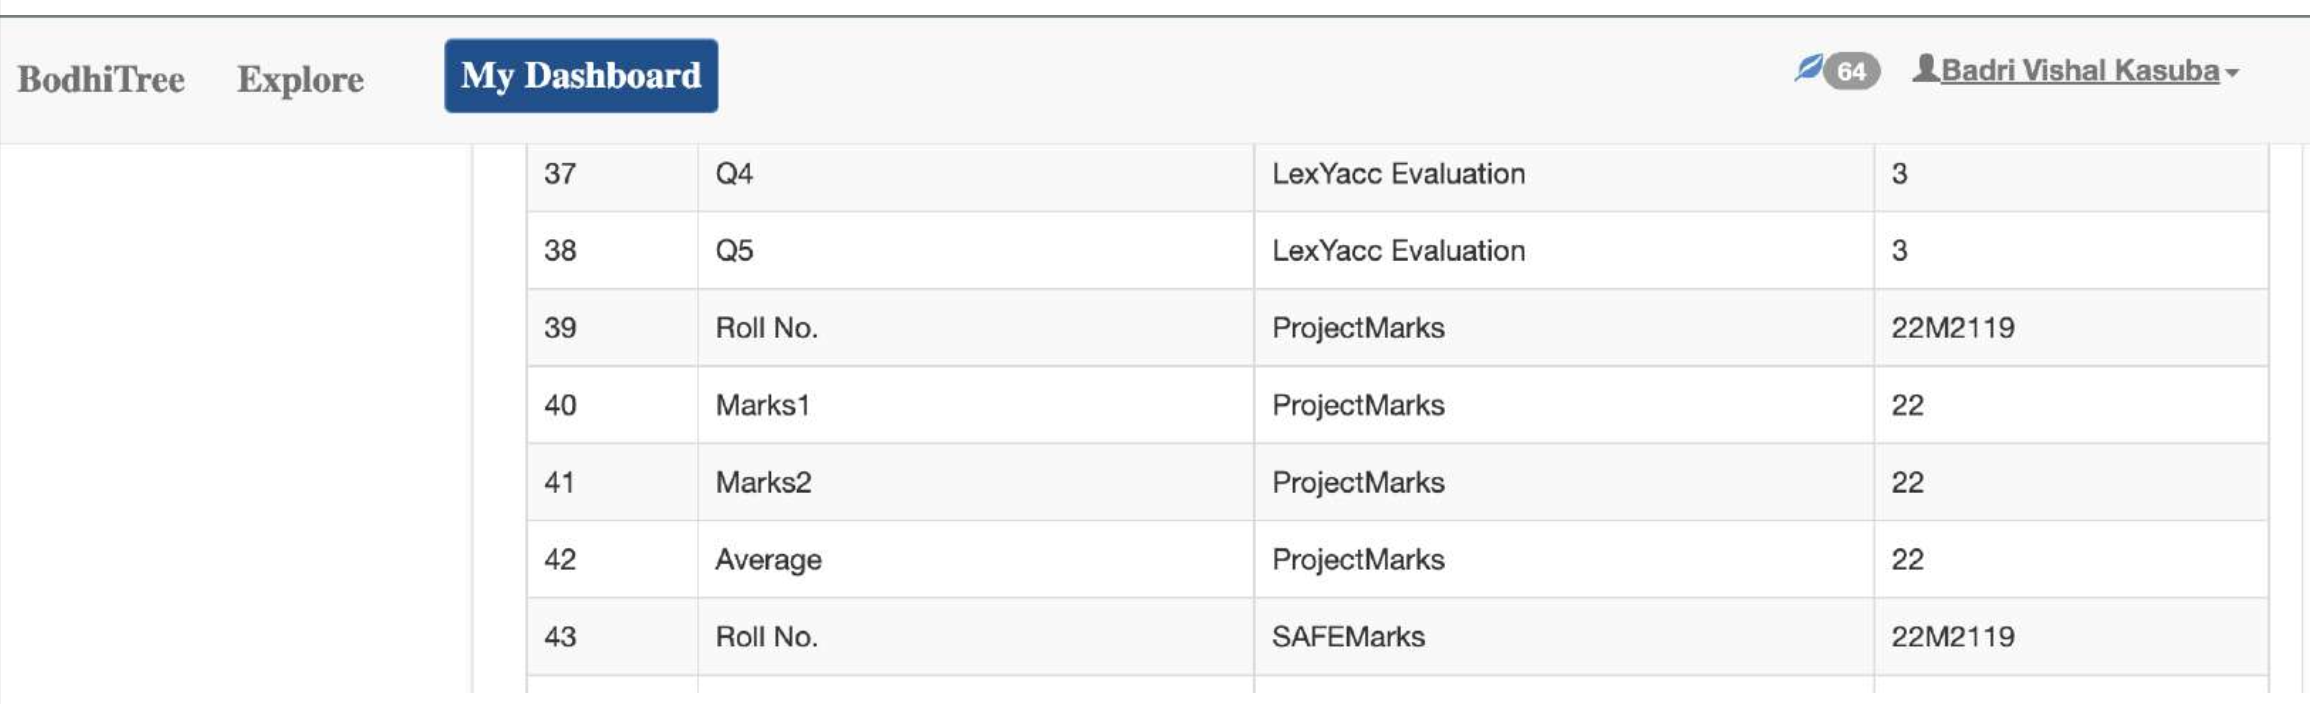 BodhiTree Explore My Dashboard 64 Badri Vishal Kasuba
37 Q4 LexYacc Evaluation 3
38 Q5 LexYacc Evaluation 3
39 Roll No. ProjectMarks 22M2119
40 Marks1 ProjectMarks 22
41 Marks2 ProjectMarks 22
42 Average ProjectMarks 22
43 Roll No. SAFEMarks 22M2119